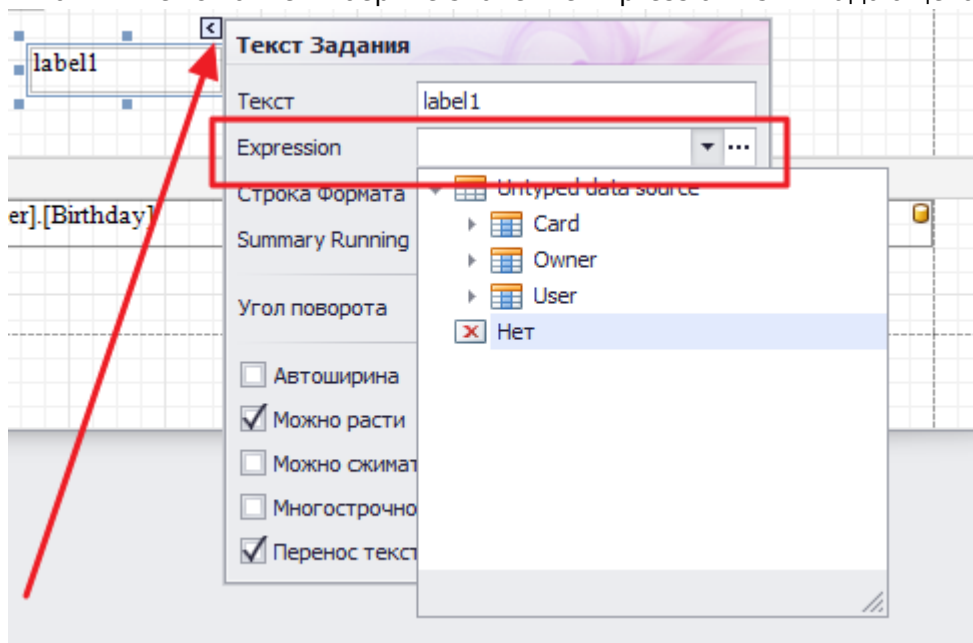 label1
Текст Задания
Текст label1
Expression
er].[Birthday]
Строка Формата
Untyped data source
Card
Summary Running
Owner
User
Угол поворота
Нет
Автоширина
Можно расти
Можно сжимат
Многострочно
Перенос текст